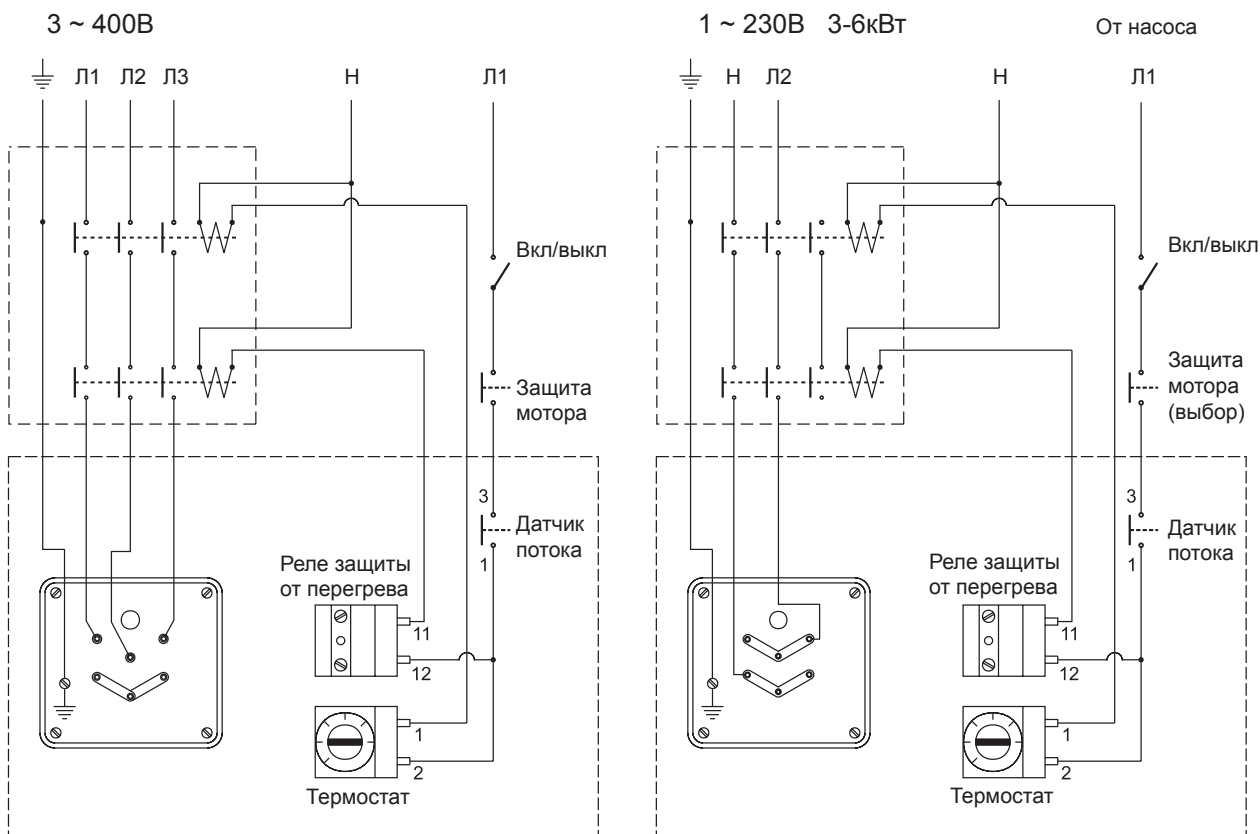 3 ~ 400В
1 ~ 230В 3-6кВт
От насоса
Л1 Л2 Л3 Н Л1
Н Л2 Н Л1
Вкл/выкл
Вкл/выкл
Защита
мотора
Защита
мотора
(выбор)
3
Датчик
потока
1
3
Датчик
потока
1
Реле защиты
от перегрева
11
12
1
2
Термостат
Реле защиты
от перегрева
11
12
1
2
Термостат